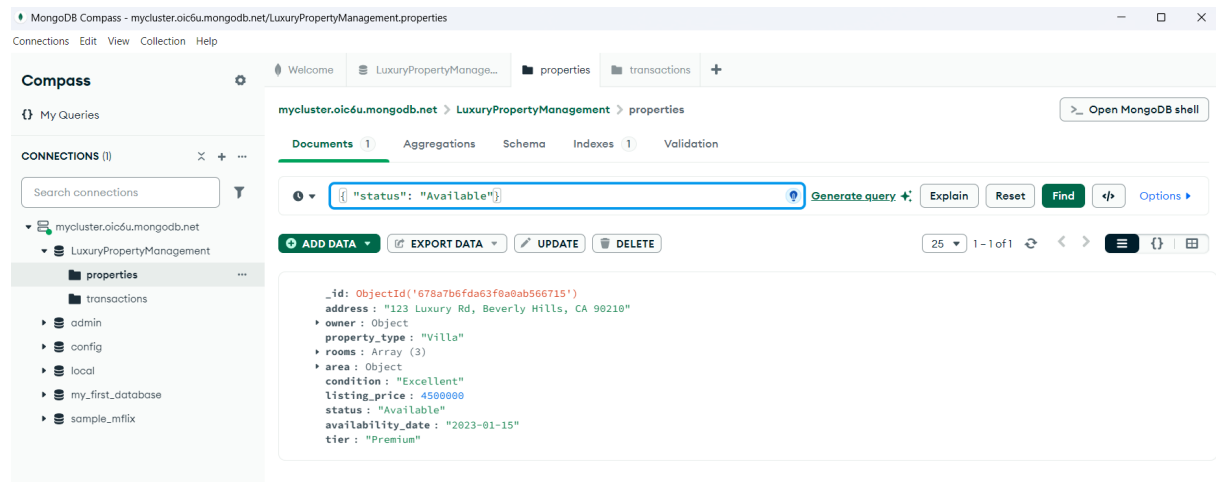 MongoDB Compass - mycluster.oic6u.mongodb.net/LuxuryPropertyManagement.properties
Connections Edit View Collection Help
Compass
{} My Queries
CONNECTIONS (1)
Search connections
mycluster.oic6u.mongodb.net
LuxuryPropertyManagement
properties
transactions
admin
config
local
my_first_database
sample_mflix
Welcome LuxuryPropertyManage... properties transactions
mycluster.oic6u.mongodb.net > LuxuryPropertyManagement > properties
>_ Open MongoDB shell
Documents 1 Aggregations Schema Indexes 1 Validation
{ "status": "Available"}
Generate query Explain Reset Find </> Options
ADD DATA EXPORT DATA UPDATE DELETE
25 1 – 1 of 1 {}
_id: ObjectId('678a7b6fda63f0a0ab566715')
address : "123 Luxury Rd, Beverly Hills, CA 90210"
owner : Object
property_type : "Villa"
rooms : Array (3)
area : Object
condition : "Excellent"
listing_price : 4500000
status : "Available"
availability_date : "2023-01-15"
tier : "Premium"